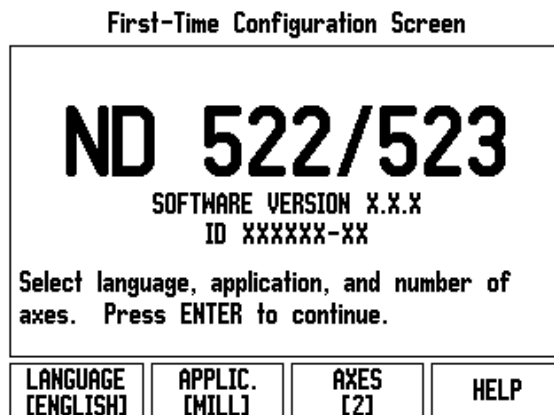 First-Time Configuration Screen
ND 522/523
SOFTWARE VERSION X.X.X
ID XXXXXX-XX
Select language, application, and number of
axes. Press ENTER to continue.
LANGUAGE
[ENGLISH]
APPLIC.
[MILL]
AXES
[2]
HELP